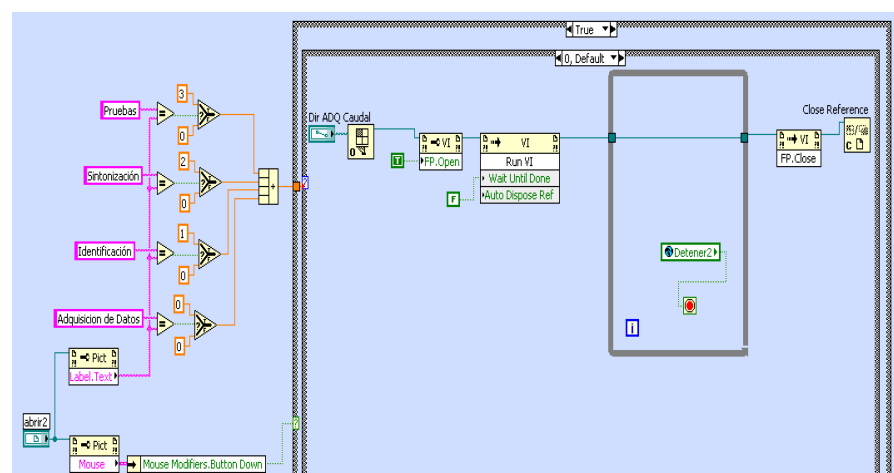 True
0, Default
3
Pruebas
0
Dir ADQ Caudal
Close Reference
VI
FP.Open
T
VI
Run VI
Wait Until Done
Auto Dispose Ref
F
VI
FP.Close
2
Sintonización
0
1
Identificación
0
Detener2
i
0
Adquisicion de Datos
0
Pict
Label.Text
abrir2
Pict
Mouse
Mouse Modifiers.Button Down